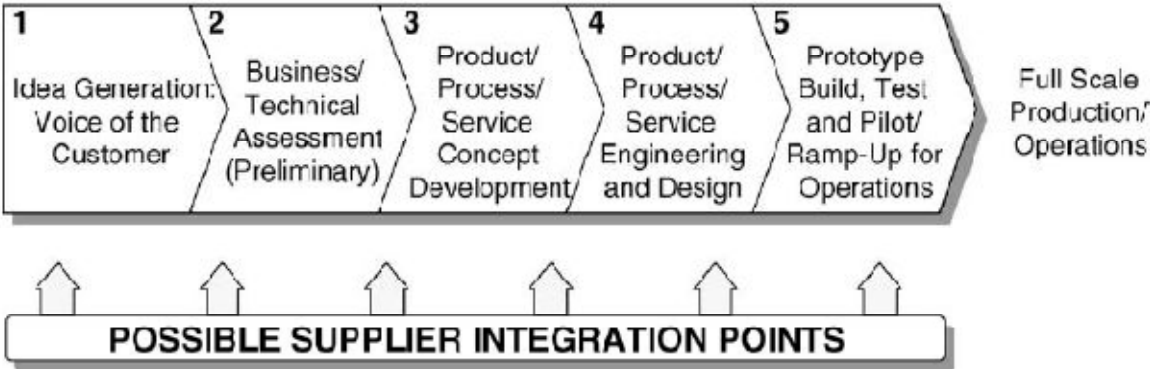 1
Idea Generation:
Voice of the
Customer
2
Business/
Technical
Assessment
(Preliminary)
3
Product/
Process/
Service
Concept
Development
4
Product/
Process/
Service
Engineering
and Design
5
Prototype
Build, Test
and Pilot/
Ramp-Up for
Operations
Full Scale
Production/
Operations
POSSIBLE SUPPLIER INTEGRATION POINTS